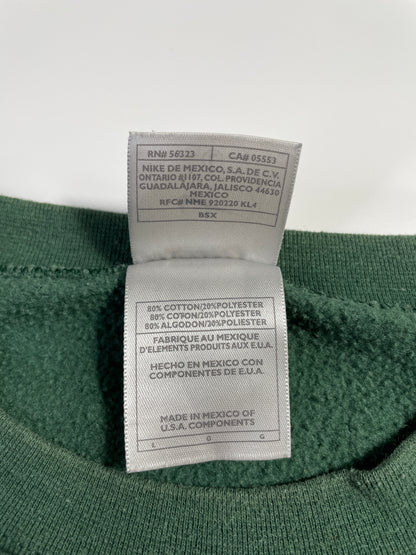 RN# 56323 CA# 05553
NIKE DE MEXICO, S.A. DE C.V.
ONTARIO #1107, COL. PROVIDENCIA
GUADALAJARA, JALISCO 44630
MEXICO
RFC# NME 920220 KL4
BSX
80% COTTON/20%POLYESTER
80% COTON/20%POLYESTER
80% ALGODON/20%POLIESTER
FABRIQUE AU MEXIQUE
D'ELEMENTS PRODUITS AUX E.U.A.
HECHO EN MEXICO CON
COMPONENTES DE E.U.A.
MADE IN MEXICO OF
U.S.A. COMPONENTS
L G G